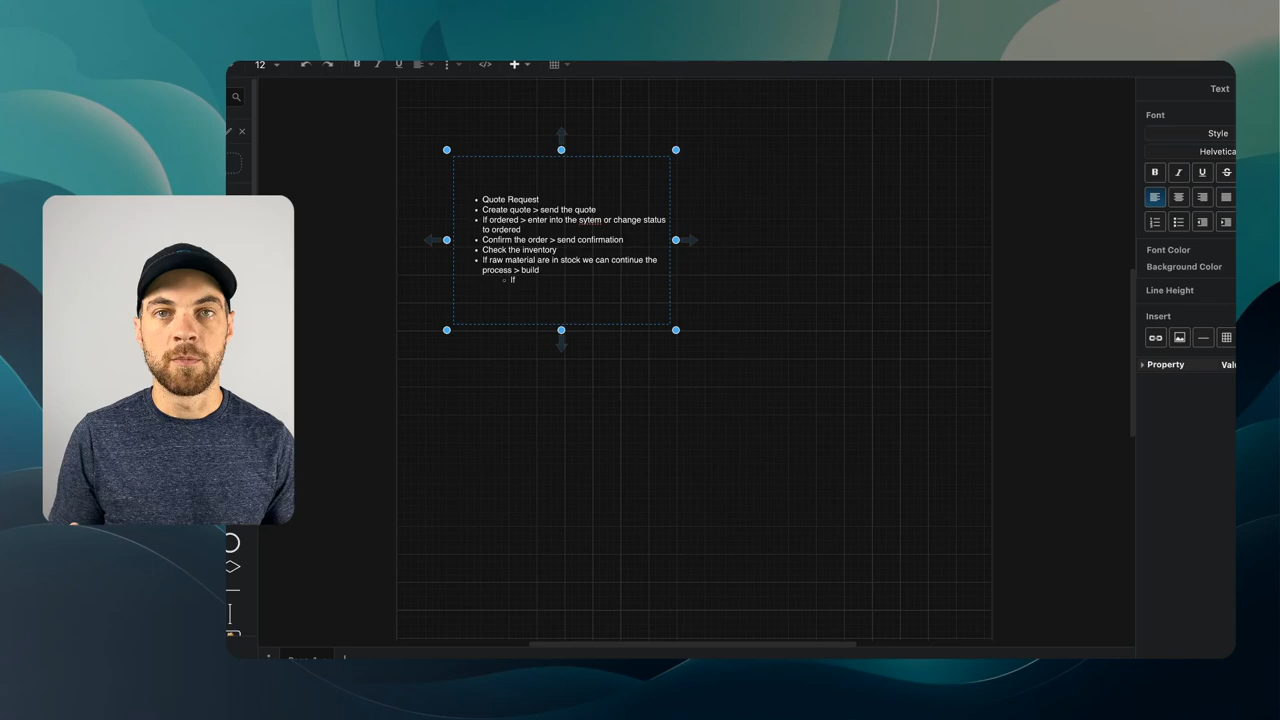 12
B I U
Text
Font
Style
Helvetica
B I U S
Font Color
Background Color
Line Height
Insert
Property Valu
Quote Request
Create quote > send the quote
If ordered > enter into the sytem or change status
to ordered
Confirm the order > send confirmation
Check the inventory
If raw material are in stock we can continue the
process > build
If